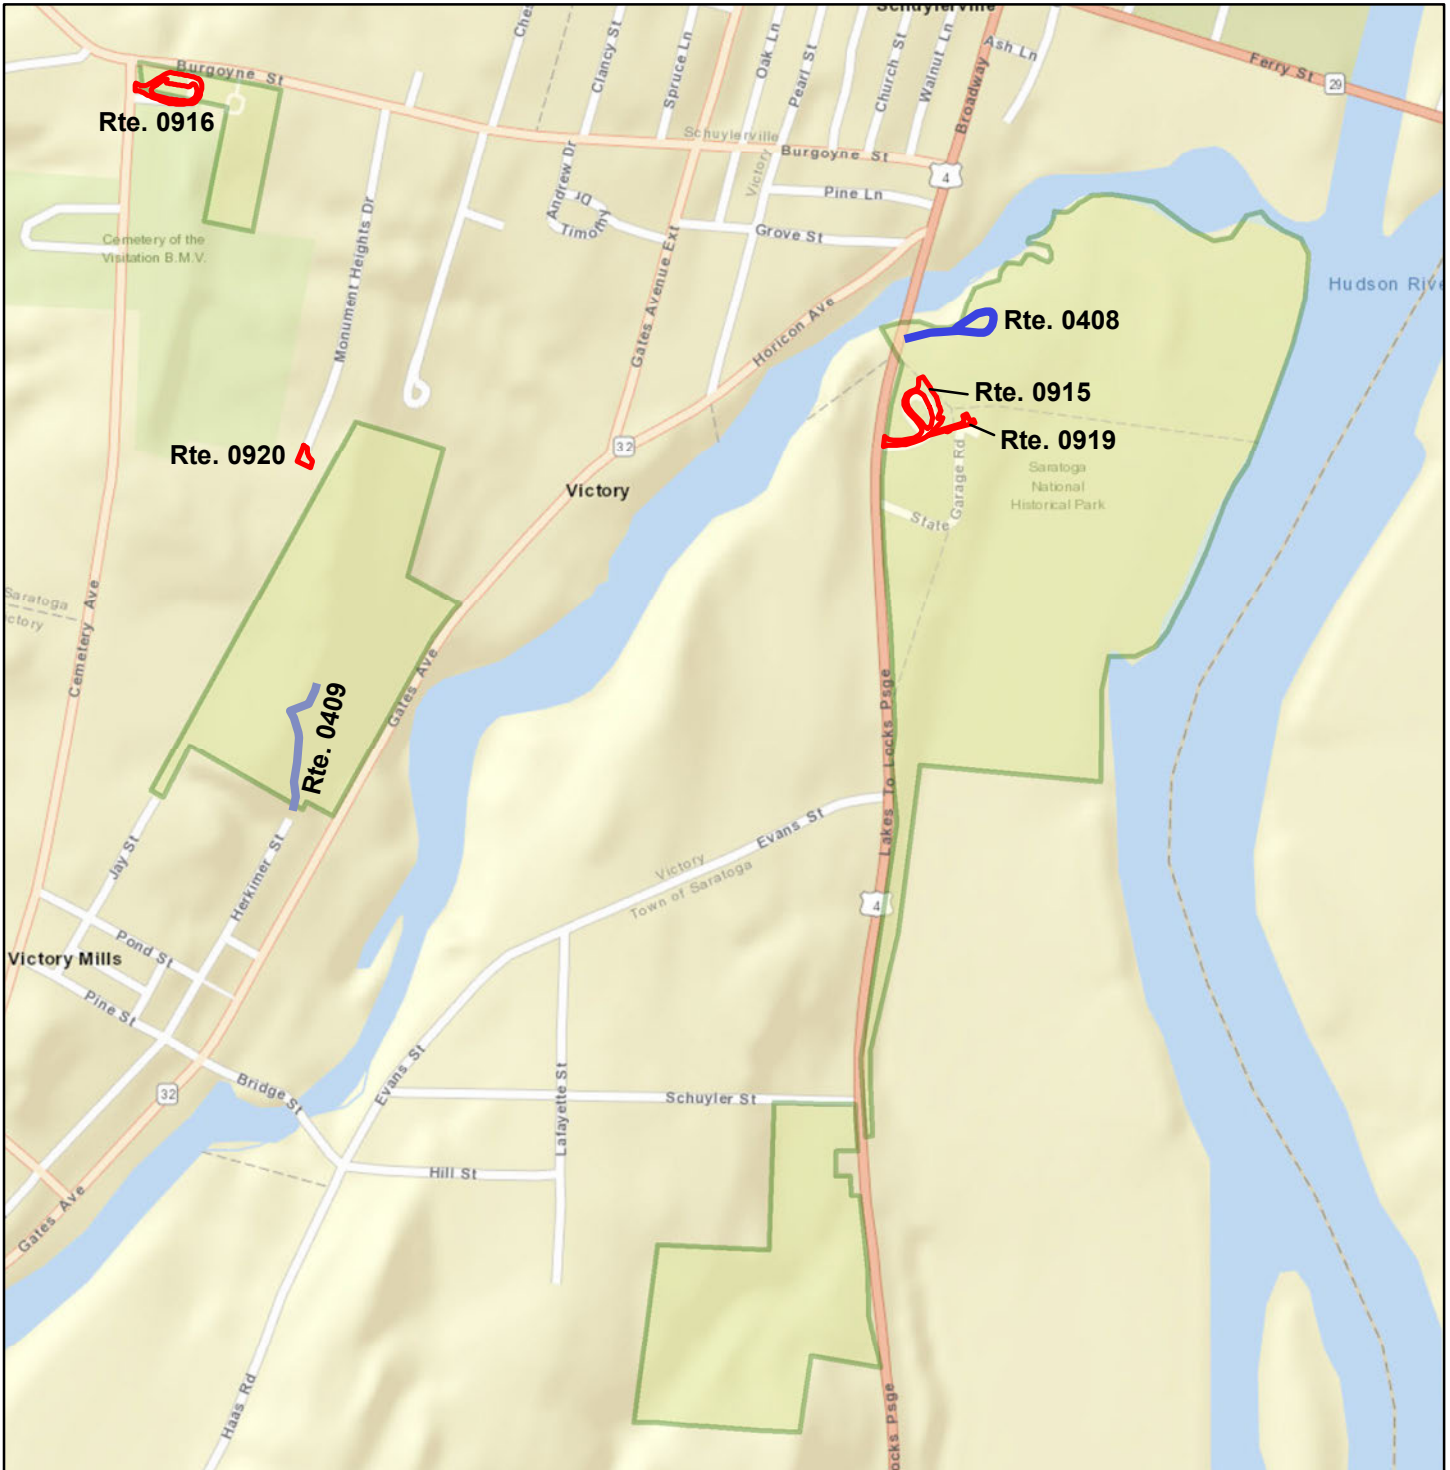 Schuylerville
Ches
Clancy St
Spruce Ln
Oak Ln
Pearl St
Church St
Walnut Ln
Ash Ln
Broadway
Ferry St
29
Burgoyne St
Rte. 0916
Schuylerville
Victory
Burgoyne St
4
Pine Ln
Grove St
Andrew Dr
Timothy Dr
Cemetery of the
Visitation B.M.V.
Monument Heights Dr
Gates Avenue Ext
Horicon Ave
Hudson Rive
Rte. 0408
Rte. 0915
Rte. 0919
Rte. 0920
32
Victory
Saratoga
National
Historical Park
State Garage Rd
Saratoga
ictory
Cemetery Ave
Gates Ave
Rte. 0409
Lakes To Locks Psge
Jay St
Herkimer St
Evans St
Victory
Town of Saratoga
4
Pond St
Victory Mills
Pine St
32
Bridge St
Evans St
Lafayette St
Schuyler St
Hill St
Gates Ave
Haas Rd
ocks Psge